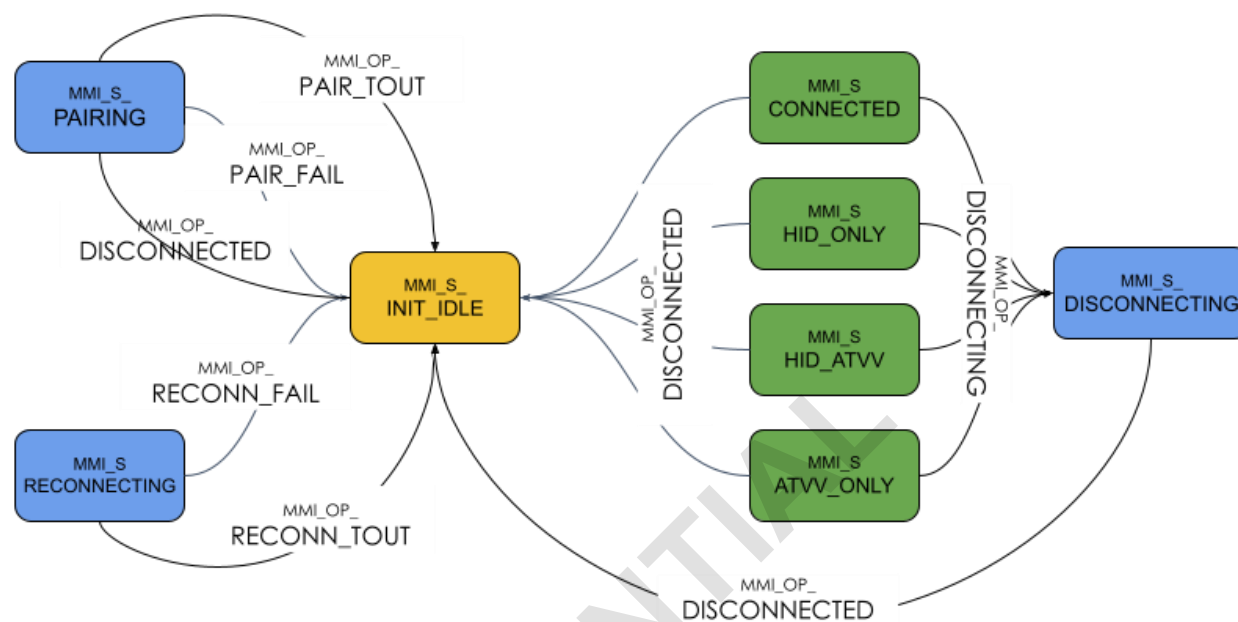 MMI_OP_
PAIR_TOUT
MMI_S_
PAIRING
MMI_OP_
PAIR_FAIL
MMI_OP_
DISCONNECTED
MMI_S_
INIT_IDLE
MMI_OP_
RECONN_FAIL
MMI_S
RECONNECTING
MMI_OP_
RECONN_TOUT
MMI_OP_
DISCONNECTED
MMI_S
CONNECTED
MMI_S
HID_ONLY
MMI_S
HID_ATVV
MMI_S
ATVV_ONLY
MMI_OP_
DISCONNECTING
MMI_S_
DISCONNECTING
MMI_OP_
DISCONNECTED